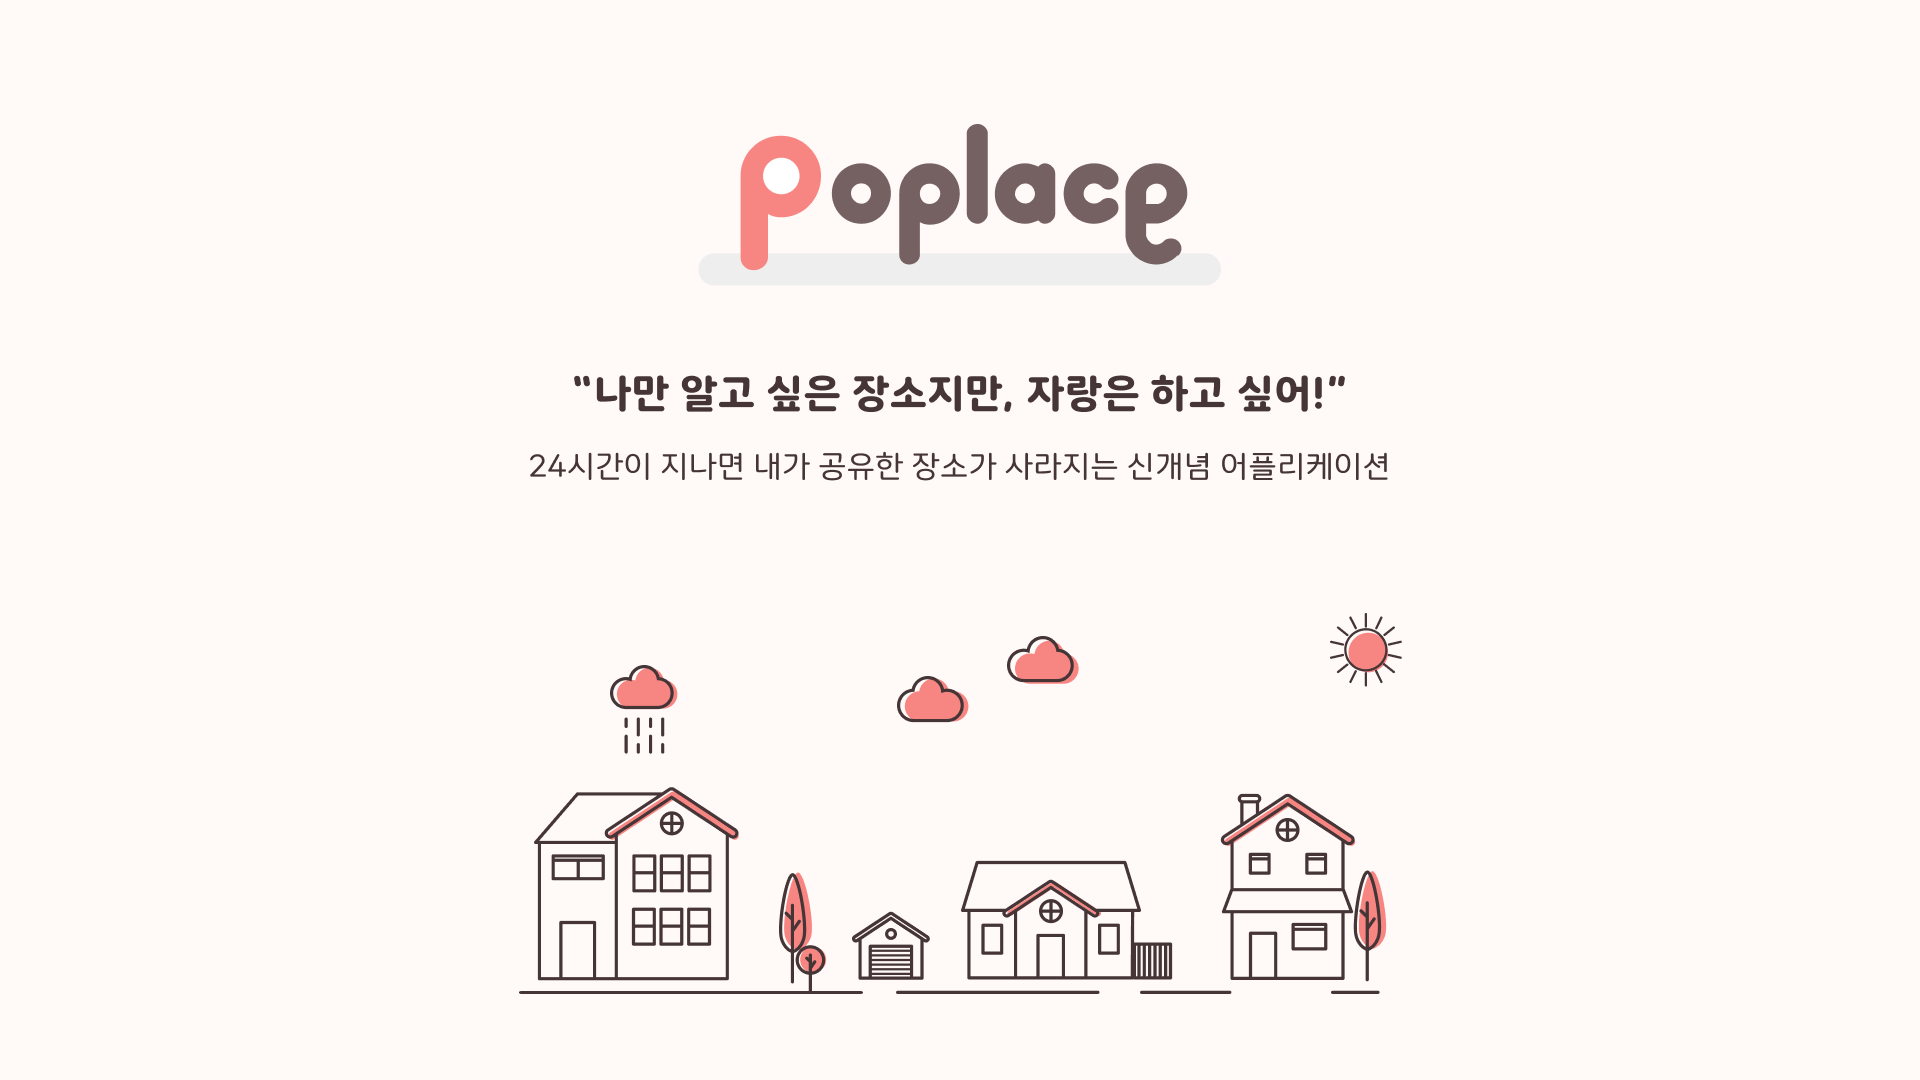 Poplace
“나만 알고 싶은 장소지만, 자랑은 하고 싶어!”
24시간이 지나면 내가 공유한 장소가 사라지는 신개념 어플리케이션